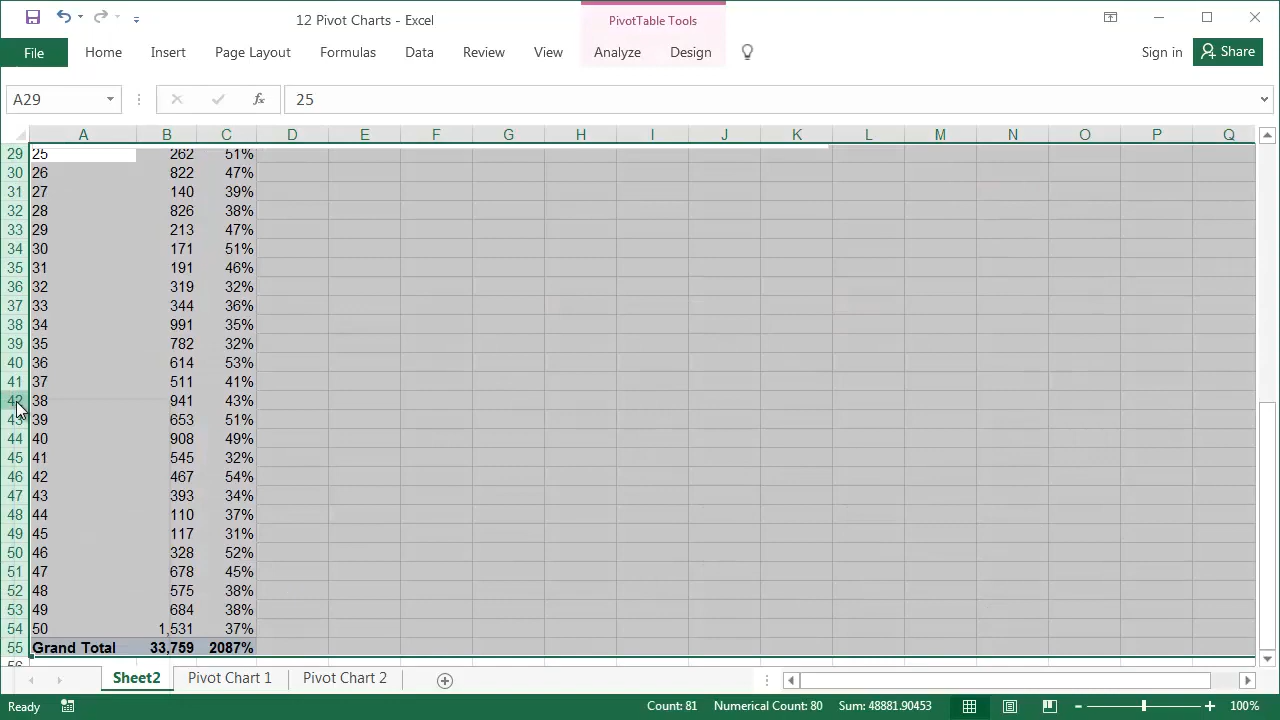 12 Pivot Charts - Excel
PivotTable Tools
File Home Insert Page Layout Formulas Data Review View Analyze Design Sign in Share
A29 fx 25
A B C D E F G H I J K L M N O P Q
29 25 262 51%
30 26 822 47%
31 27 140 39%
32 28 826 38%
33 29 213 47%
34 30 171 51%
35 31 191 46%
36 32 319 32%
37 33 344 36%
38 34 991 35%
39 35 782 32%
40 36 614 53%
41 37 511 41%
42 38 941 43%
43 39 653 51%
44 40 908 49%
45 41 545 32%
46 42 467 54%
47 43 393 34%
48 44 110 37%
49 45 117 31%
50 46 328 52%
51 47 678 45%
52 48 575 38%
53 49 684 38%
54 50 1,531 37%
55 Grand Total 33,759 2087%
56
Sheet2 Pivot Chart 1 Pivot Chart 2
Ready Count: 81 Numerical Count: 80 Sum: 48881.90453 100%